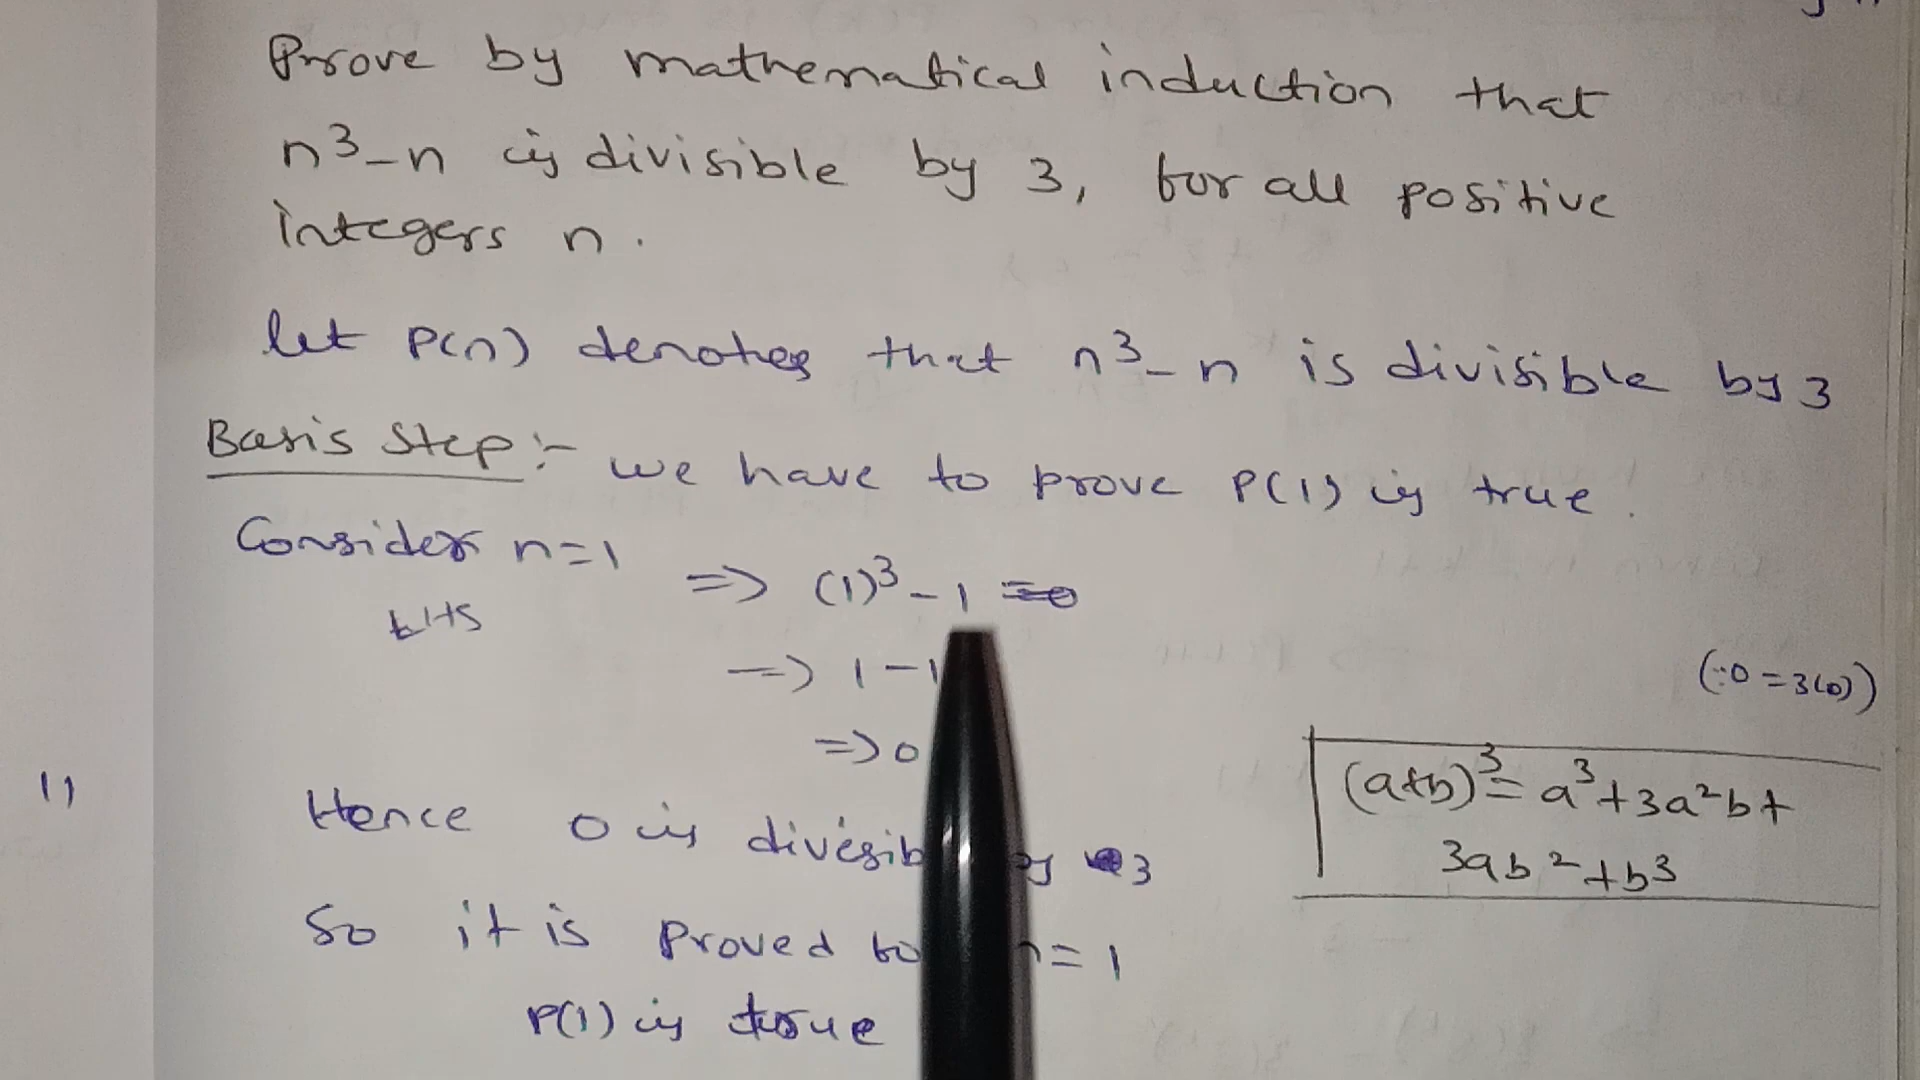 Prove by mathematical induction that
n³-n is divisible by 3, for all positive
integers n.
let P(n) denotes that n³-n is divisible by 3
Basis Step:- we have to prove P(1) is true.
Consider n=1 => (1)³-1
LHS
=> 1-1
=> 0
(∵0=3(0))
(a+b)³= a³+3a²b+
3ab²+b³
11
Hence 0 is by 3
So it is proved n=1
P(1) is true